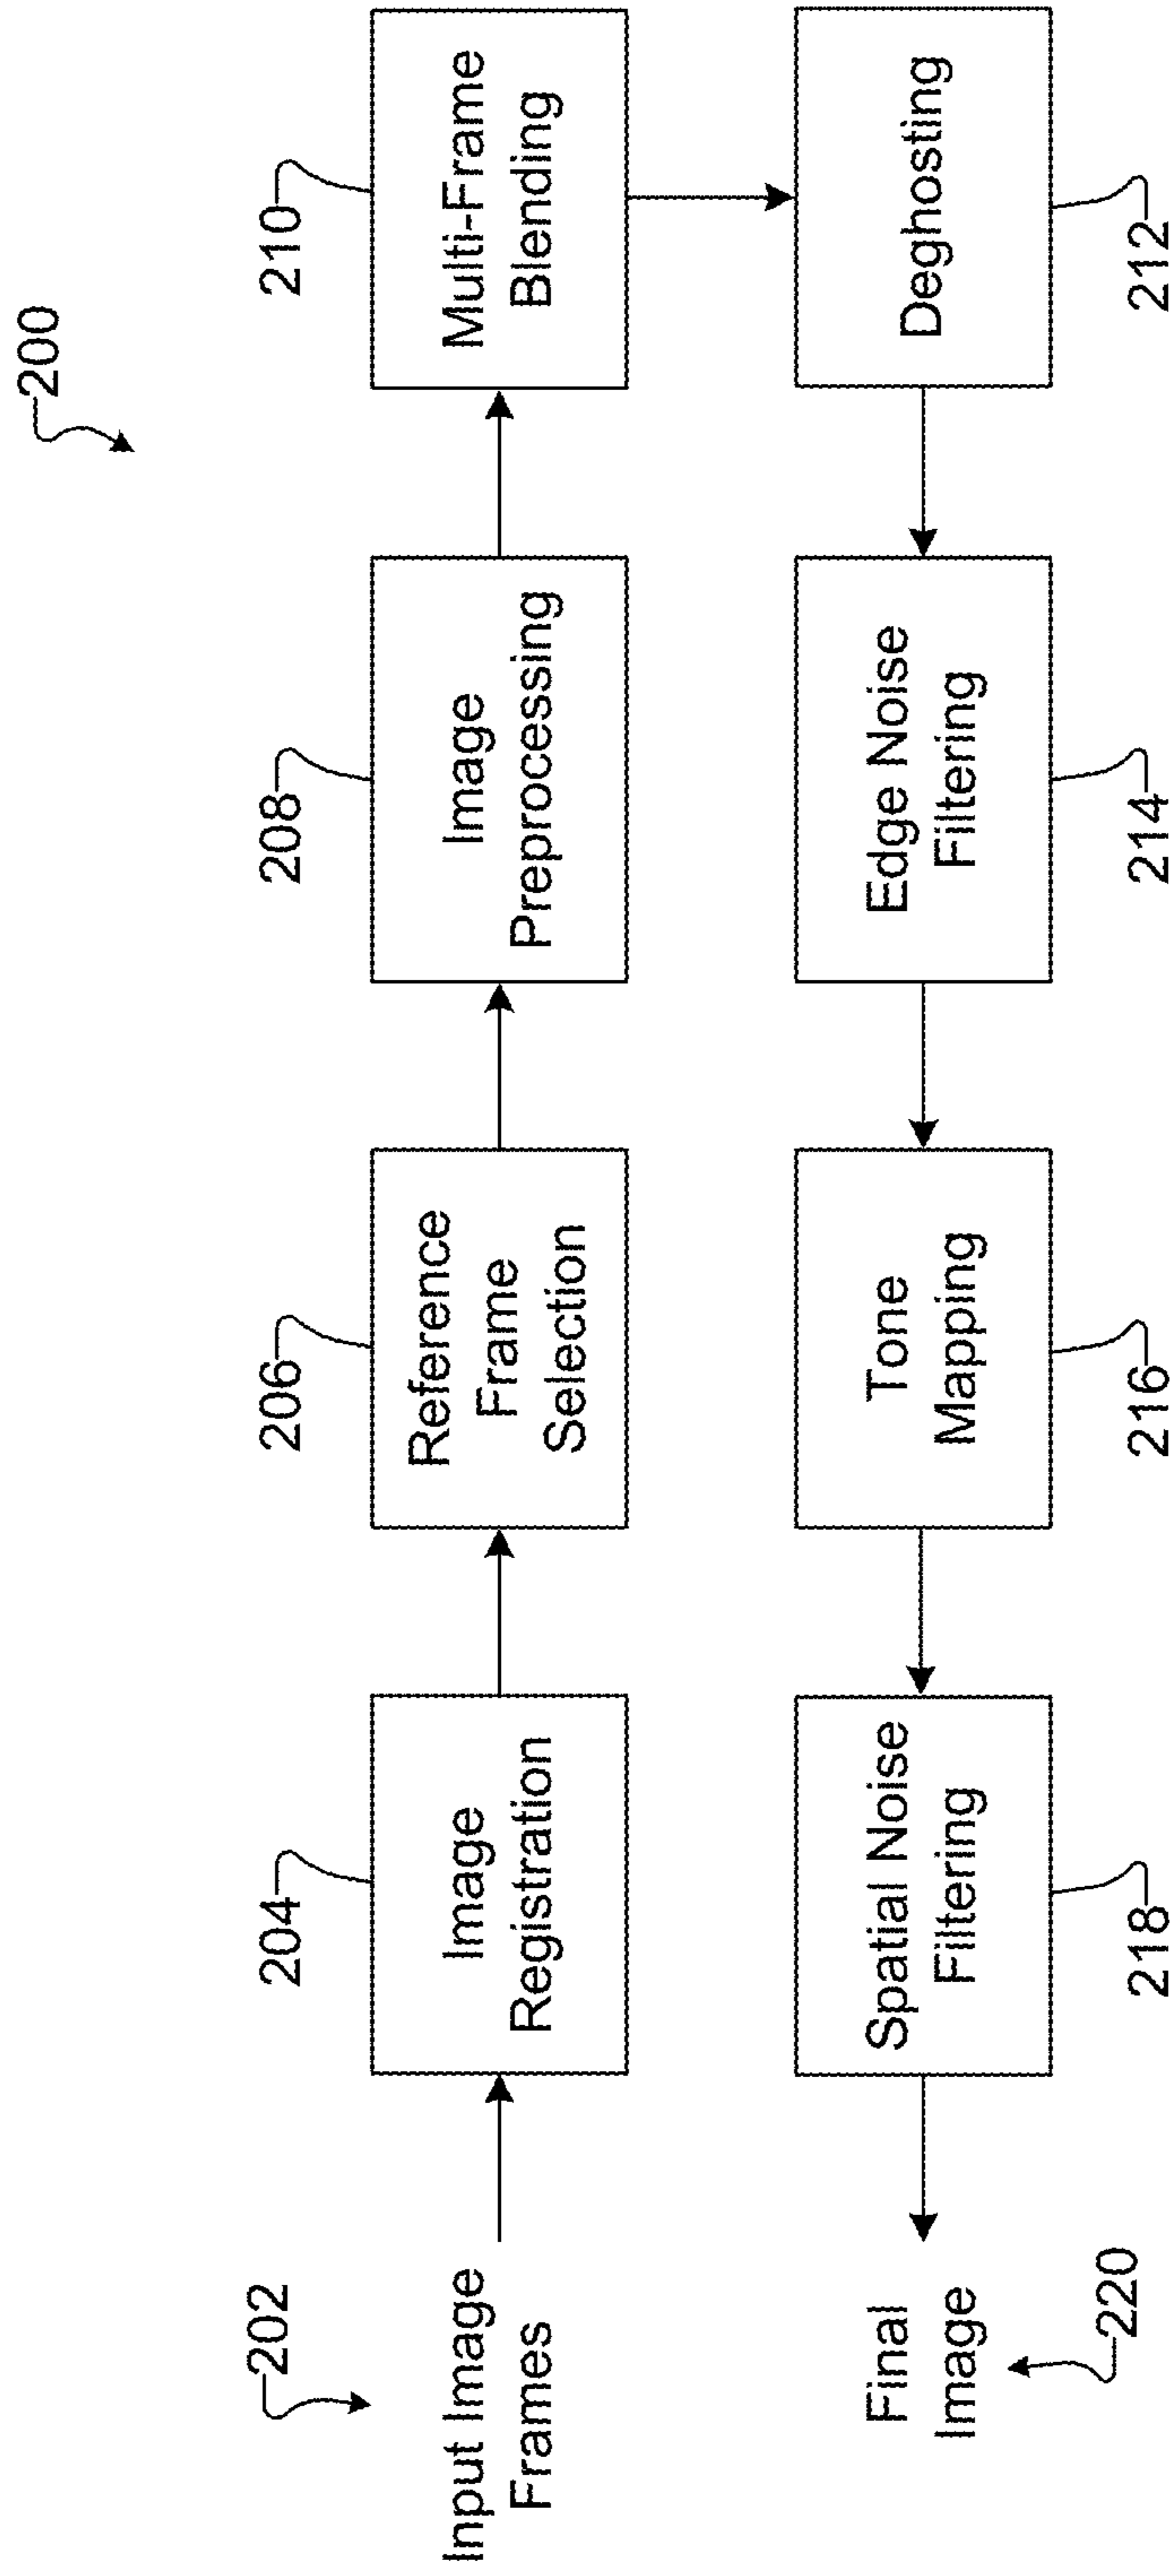 200
202
Input Image
Frames
204
Image
Registration
206
Reference
Frame
Selection
208
Image
Preprocessing
210
Multi-Frame
Blending
Deghosting
212
Edge Noise
Filtering
214
Tone
Mapping
216
Spatial Noise
Filtering
218
Final
Image
220